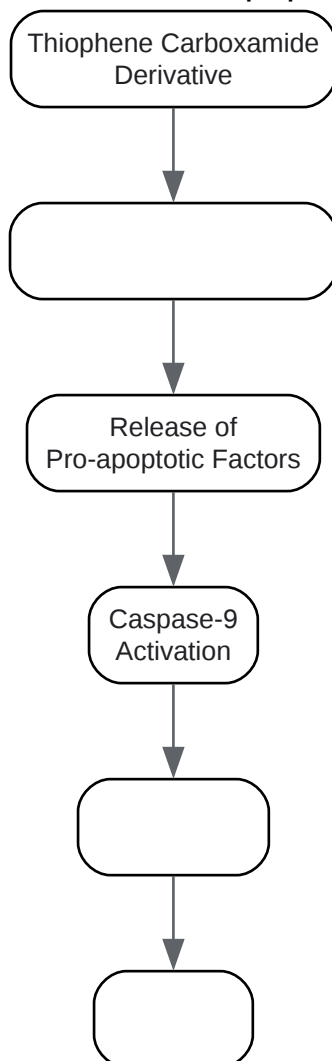 Thiophene Carboxamide
Derivative
Release of
Pro-apoptotic Factors
Caspase-9
Activation